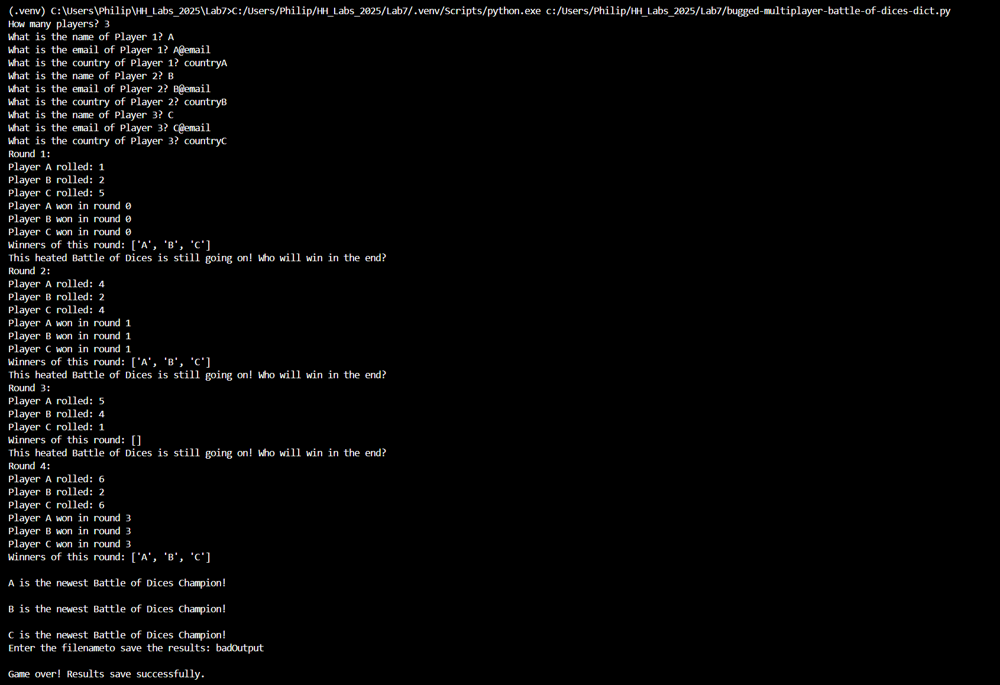 (.venv) C:\Users\Philip\HH_Labs_2025\Lab7>C:/Users/Philip/HH_Labs_2025/Lab7/.venv/Scripts/python.exe c:/Users/Philip/HH_Labs_2025/Lab7/bugged-multiplayer-battle-of-dices-dict.py
How many players? 3
What is the name of Player 1? A
What is the email of Player 1? A@email
What is the country of Player 1? countryA
What is the name of Player 2? B
What is the email of Player 2? B@email
What is the country of Player 2? countryB
What is the name of Player 3? C
What is the email of Player 3? C@email
What is the country of Player 3? countryC
Round 1:
Player A rolled: 1
Player B rolled: 2
Player C rolled: 5
Player A won in round 0
Player B won in round 0
Player C won in round 0
Winners of this round: ['A', 'B', 'C']
This heated Battle of Dices is still going on! Who will win in the end?
Round 2:
Player A rolled: 4
Player B rolled: 2
Player C rolled: 4
Player A won in round 1
Player B won in round 1
Player C won in round 1
Winners of this round: ['A', 'B', 'C']
This heated Battle of Dices is still going on! Who will win in the end?
Round 3:
Player A rolled: 5
Player B rolled: 4
Player C rolled: 1
Winners of this round: []
This heated Battle of Dices is still going on! Who will win in the end?
Round 4:
Player A rolled: 6
Player B rolled: 2
Player C rolled: 6
Player A won in round 3
Player B won in round 3
Player C won in round 3
Winners of this round: ['A', 'B', 'C']
A is the newest Battle of Dices Champion!
B is the newest Battle of Dices Champion!
C is the newest Battle of Dices Champion!
Enter the filenameto save the results: badOutput
Game over! Results save successfully.